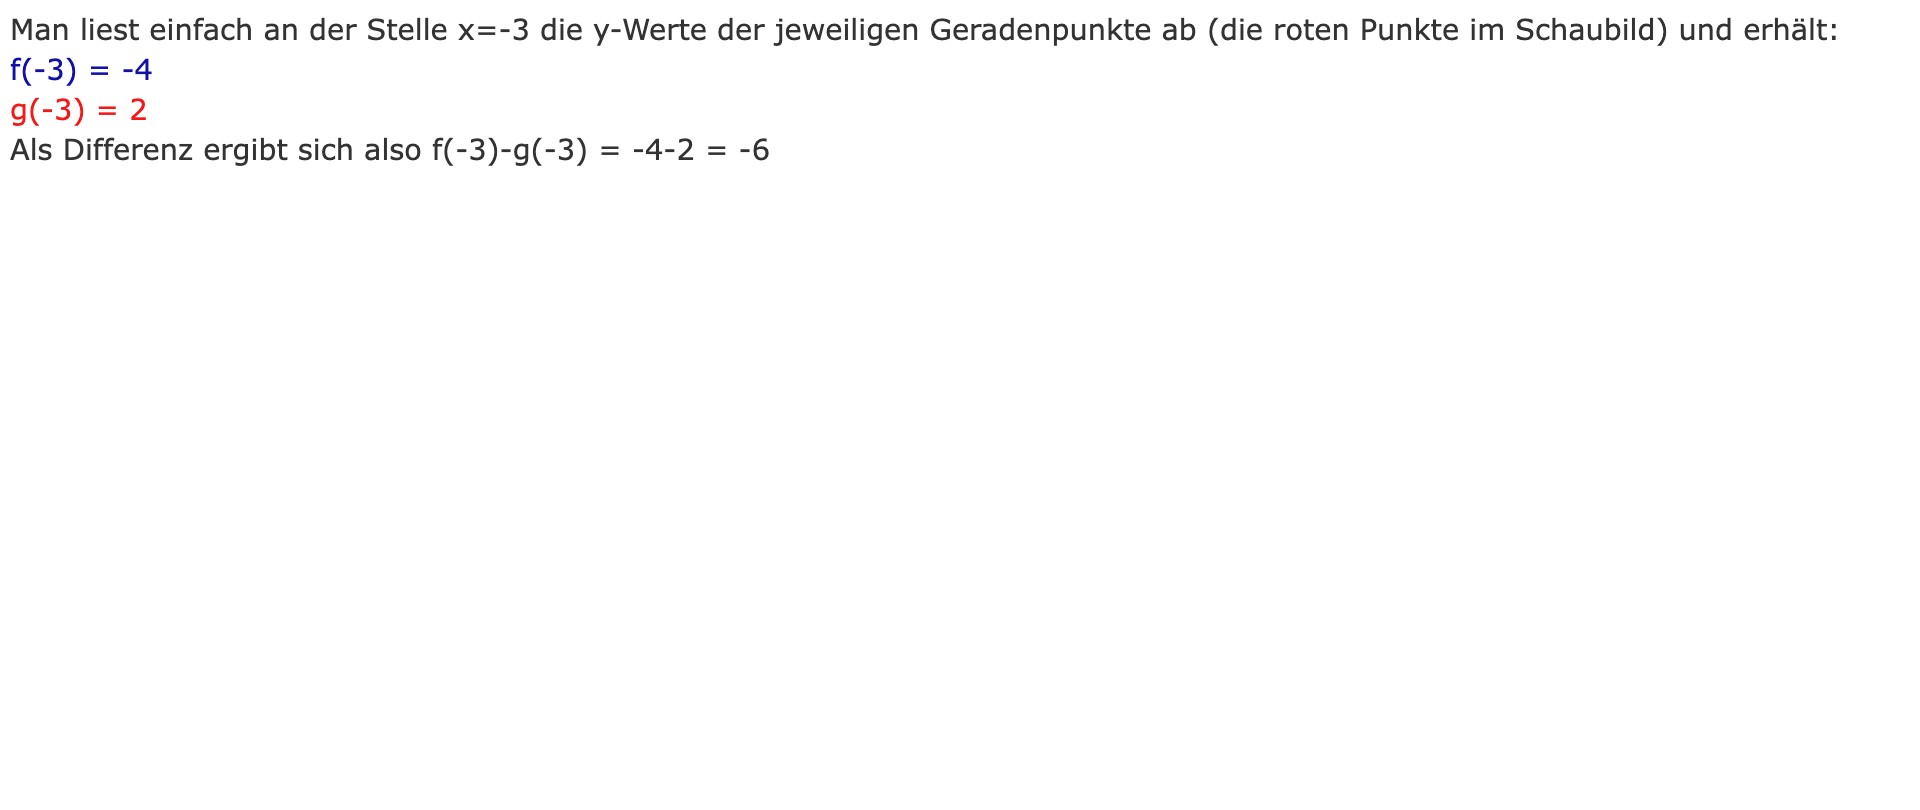 Man liest einfach an der Stelle x=-3 die y-Werte der jeweiligen Geradenpunkte ab (die roten Punkte im Schaubild) und erhält:
f(-3) = -4
g(-3) = 2
Als Differenz ergibt sich also f(-3)-g(-3) = -4-2 = -6